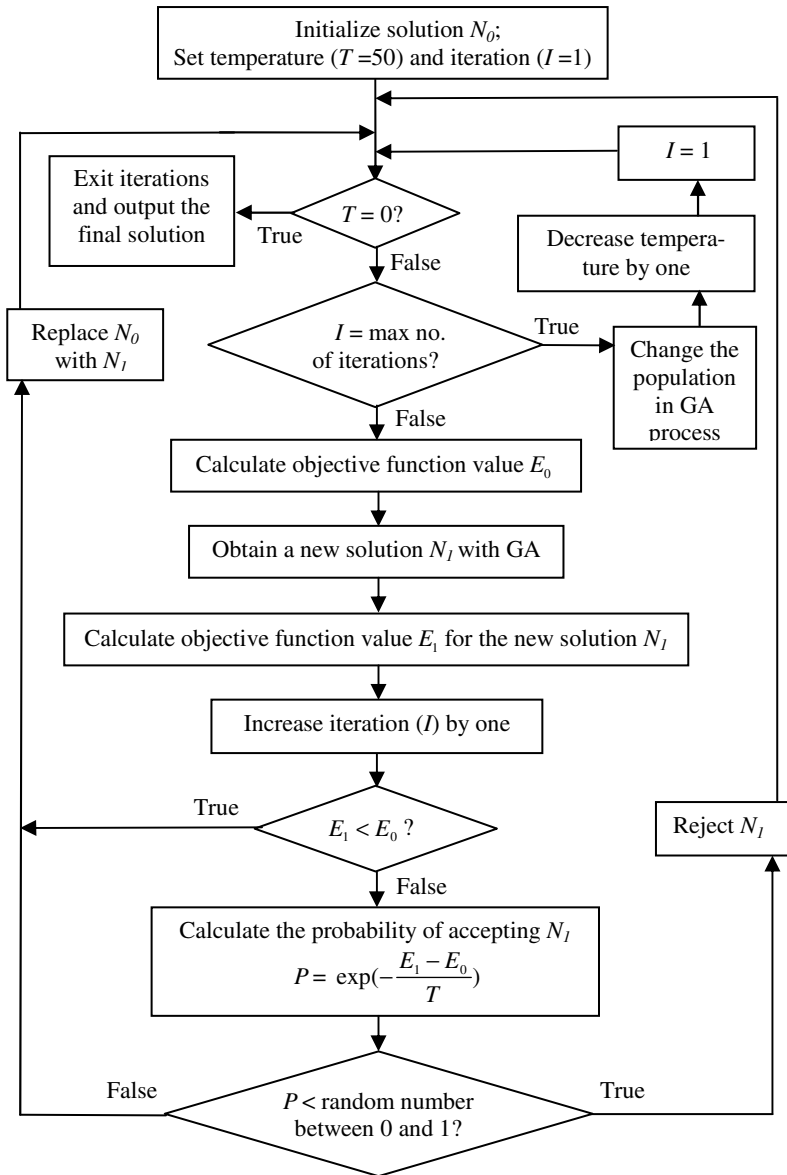 Initialize solution N₀;
Set temperature (T =50) and iteration (I =1)
I = 1
Exit iterations
and output the
final solution
T = 0?
True
Decrease tempera-
ture by one
False
Replace N₀
with N₁
I = max no.
of iterations?
True
Change the
population
in GA
process
False
Calculate objective function value E₀
Obtain a new solution N₁ with GA
Calculate objective function value E₁ for the new solution N₁
Increase iteration (I) by one
True
E₁ < E₀ ?
Reject N₁
False
Calculate the probability of accepting N₁
P = exp(−(E₁ − E₀)/T)
False
P < random number
between 0 and 1?
True